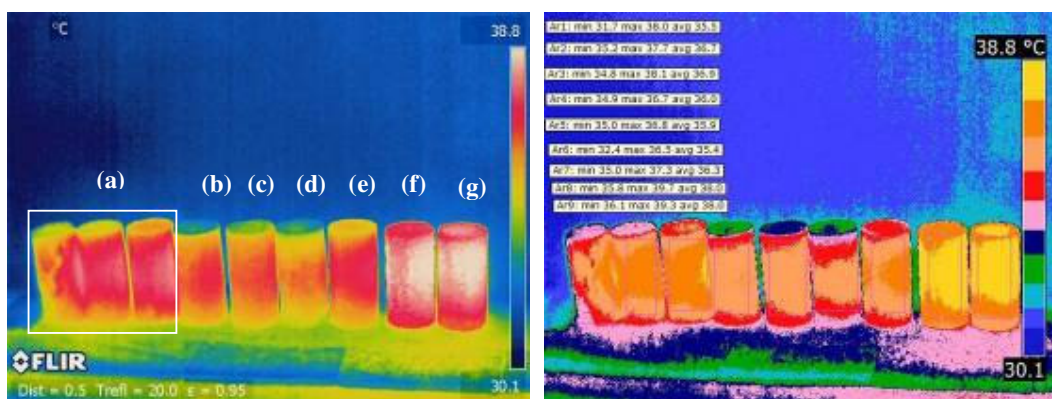 °C
38.8
(a)
(b)
(c)
(d)
(e)
(f)
(g)
FLIR
Dist = 0.5 Trefl = 20.0 ε = 0.95
30.1
Ar1: min 31.7 max 38.0 avg 35.5
Ar2: min 35.2 max 37.7 avg 36.7
Ar3: min 34.8 max 38.1 avg 36.9
Ar4: min 34.9 max 36.7 avg 36.0
Ar5: min 35.0 max 36.8 avg 35.9
Ar6: min 32.4 max 36.5 avg 35.4
Ar7: min 35.0 max 37.3 avg 36.3
Ar8: min 35.8 max 39.7 avg 38.0
Ar9: min 36.1 max 39.3 avg 38.0
38.8 °C
30.1